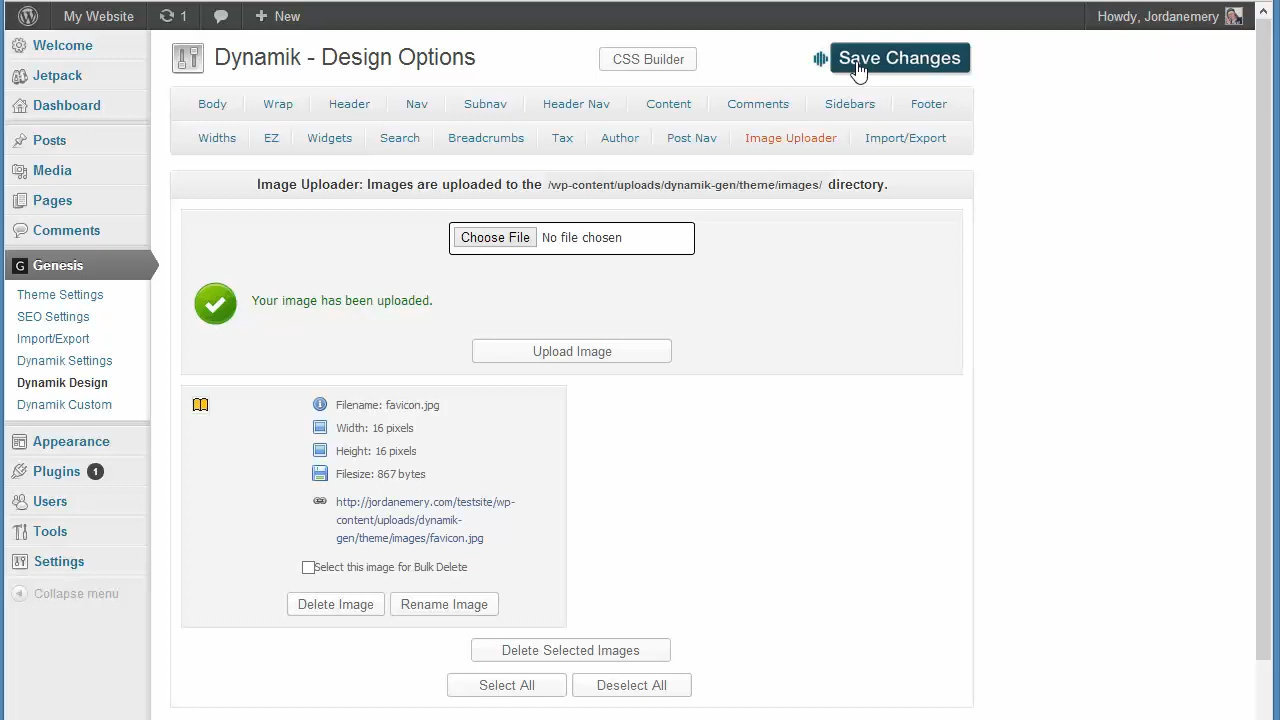 My Website 1 New Howdy, Jordanemery
Welcome
Jetpack
Dashboard
Posts
Media
Pages
Comments
G Genesis
Theme Settings
SEO Settings
Import/Export
Dynamik Settings
Dynamik Design
Dynamik Custom
Appearance
Plugins 1
Users
Tools
Settings
Collapse menu
Dynamik - Design Options CSS Builder Save Changes
Body Wrap Header Nav Subnav Header Nav Content Comments Sidebars Footer
Widths EZ Widgets Search Breadcrumbs Tax Author Post Nav Image Uploader Import/Export
Image Uploader: Images are uploaded to the /wp-content/uploads/dynamik-gen/theme/images/ directory.
Choose File No file chosen
Your image has been uploaded.
Upload Image
Filename: favicon.jpg
Width: 16 pixels
Height: 16 pixels
Filesize: 867 bytes
http://jordanemery.com/testsite/wp-
content/uploads/dynamik-
gen/theme/images/favicon.jpg
Select this image for Bulk Delete
Delete Image Rename Image
Delete Selected Images
Select All Deselect All